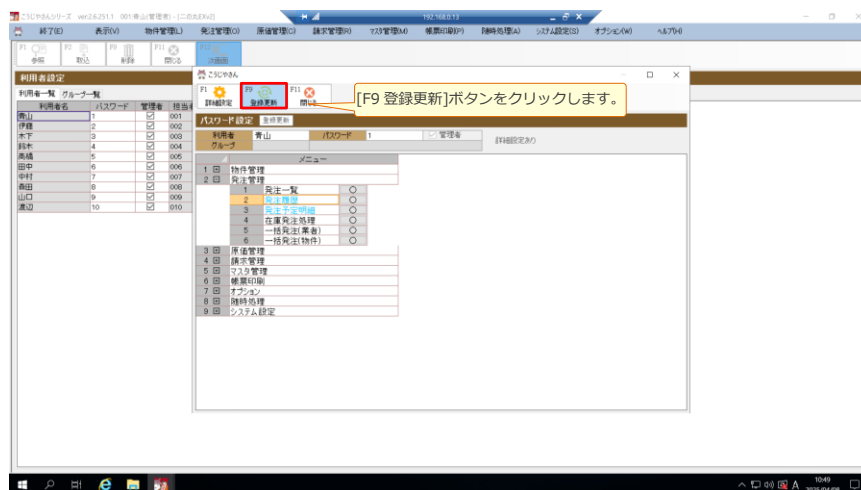 こうじやさんシリーズ ver2.6.251.1 001:青山(管理者)
192.168.0.13
終了(E) 表示(V) 物件管理(L) 発注管理(O) 原価管理(C) 請求管理(R) マスタ管理(M) 帳票印刷(P) 随時処理(A) システム設定(S) オプション(W) ヘルプ(H)
F1 参照
F2 取込
F9 削除
F11 閉じる
F12 次画面
利用者設定
利用者一覧 グループ一覧
利用者名 パスワード 管理者 担当者
青山 1 001
伊藤 2 002
木下 3 003
鈴木 4 004
高橋 5 005
田中 6 006
中村 7 007
森田 8 008
山口 9 009
渡辺 10 010
こうじやさん
F1 詳細設定
F9 登録更新
F11 閉じる
[F9 登録更新]ボタンをクリックします。
パスワード設定 登録更新
利用者 青山 パスワード 1 管理者
グループ
詳細設定あり
メニュー
1 物件管理
2 発注管理
1 発注一覧 ○
2 発注履歴 ○
3 発注予定明細 ○
4 在庫発注処理 ○
5 一括発注(業者) ○
6 一括発注(物件) ○
3 原価管理
4 請求管理
5 マスタ管理
6 帳票印刷
7 オプション
8 随時処理
9 システム設定
A
10:49
2025/04/08